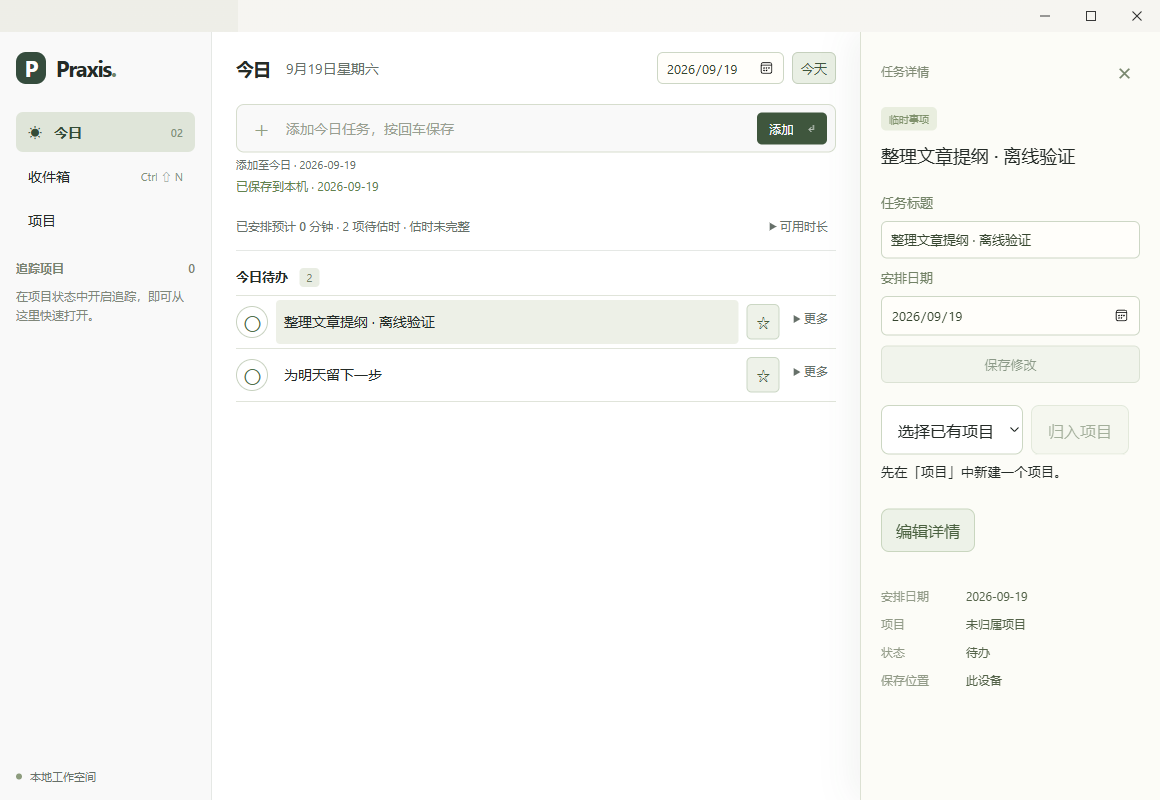 P Praxis.
今日 02
收件箱 Ctrl ⇧ N
项目
追踪项目 0
在项目状态中开启追踪，即可从
这里快速打开。
本地工作空间
今日 9月19日星期六 2026/09/19 今天
添加今日任务，按回车保存 添加
添加至今日 · 2026-09-19
已保存到本机 · 2026-09-19
已安排预计 0 分钟 · 2 项待估时 · 估时未完整 可用时长
今日待办 2
整理文章提纲 · 离线验证 更多
为明天留下一步 更多
任务详情
临时事项
整理文章提纲 · 离线验证
任务标题
整理文章提纲 · 离线验证
安排日期
2026/09/19
保存修改
选择已有项目 归入项目
先在「项目」中新建一个项目。
编辑详情
安排日期 2026-09-19
项目 未归属项目
状态 待办
保存位置 此设备